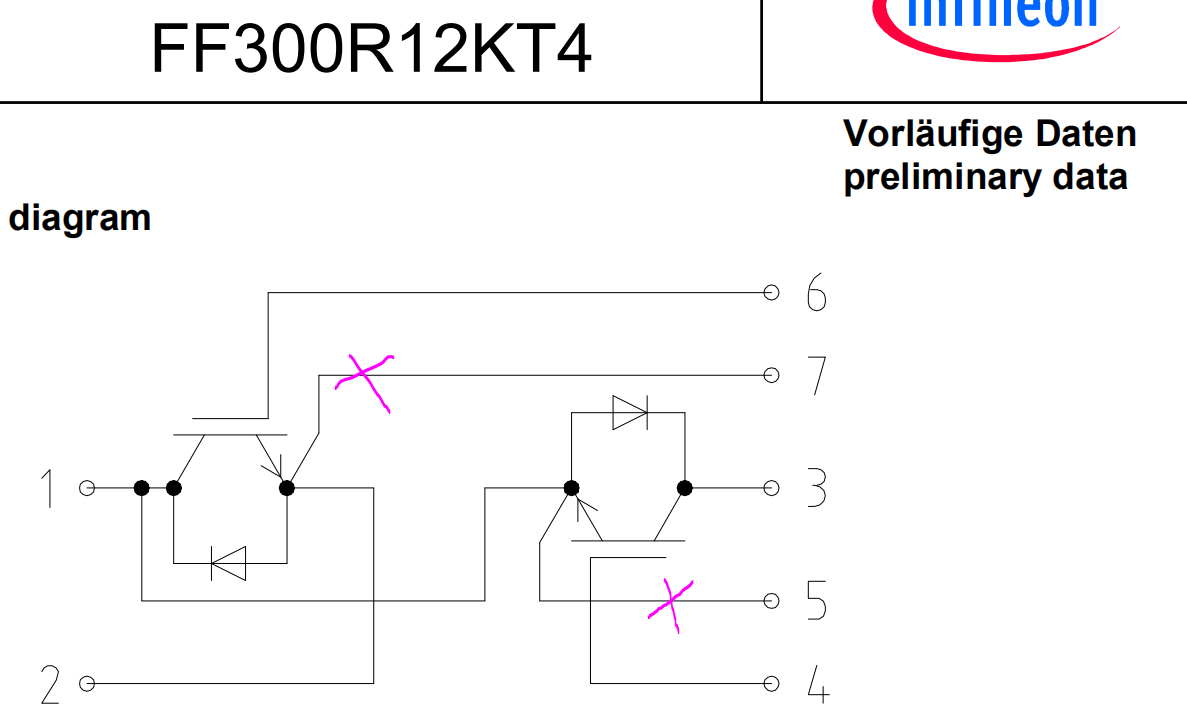 FF300R12KT4
infineon
Vorläufige Daten
preliminary data
diagram
6
7
1
3
5
2
4